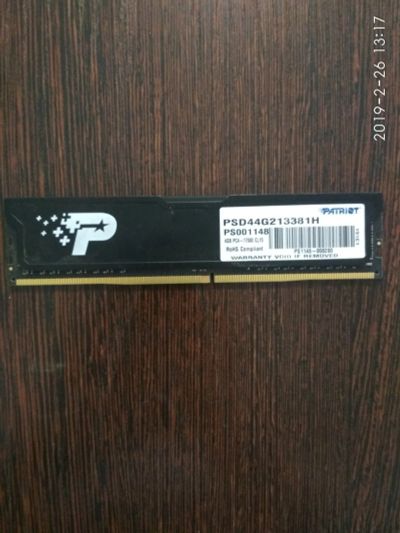 2019-2-26 13:17
P
PATRIOT
PSD44G213381H
PS001148
4GB PC4-17000 CL15
RoHS Compliant
WARRANTY VOID IF REMOVED